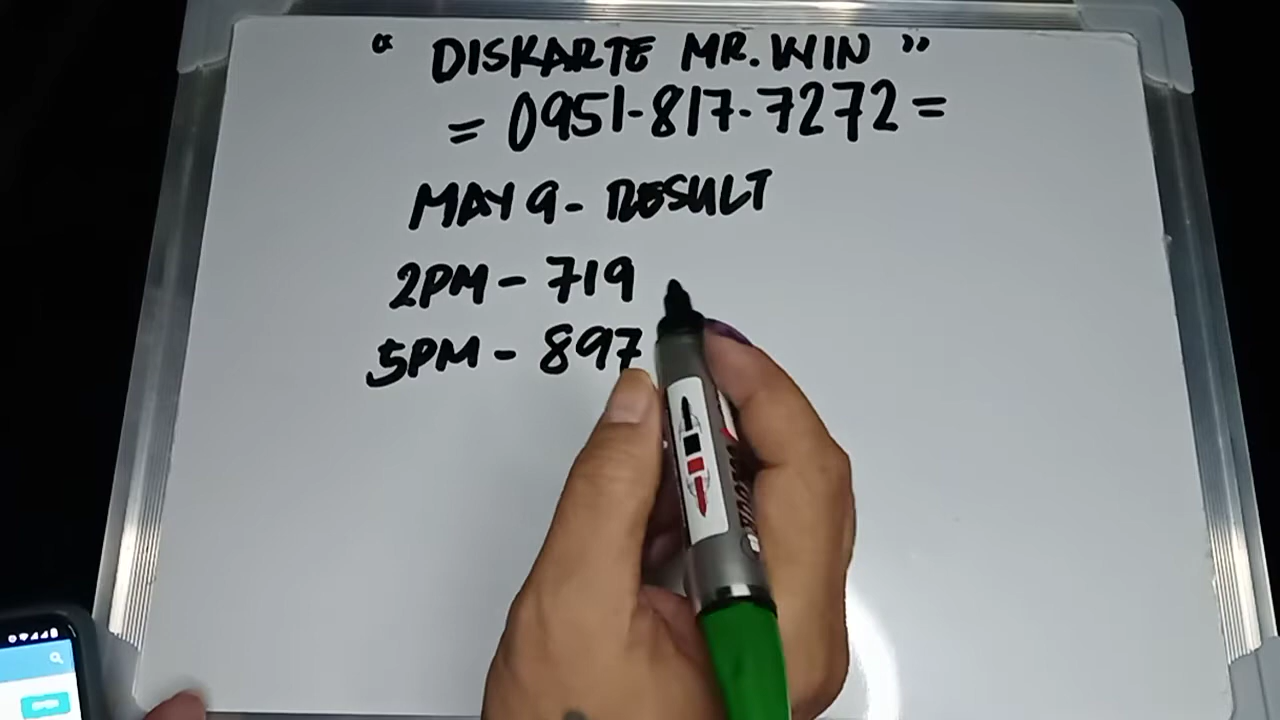 “ DISKARTE MR. WIN ”
= 0951-817-7272 =
MAY 9 - RESULT
2PM - 719
5PM - 897